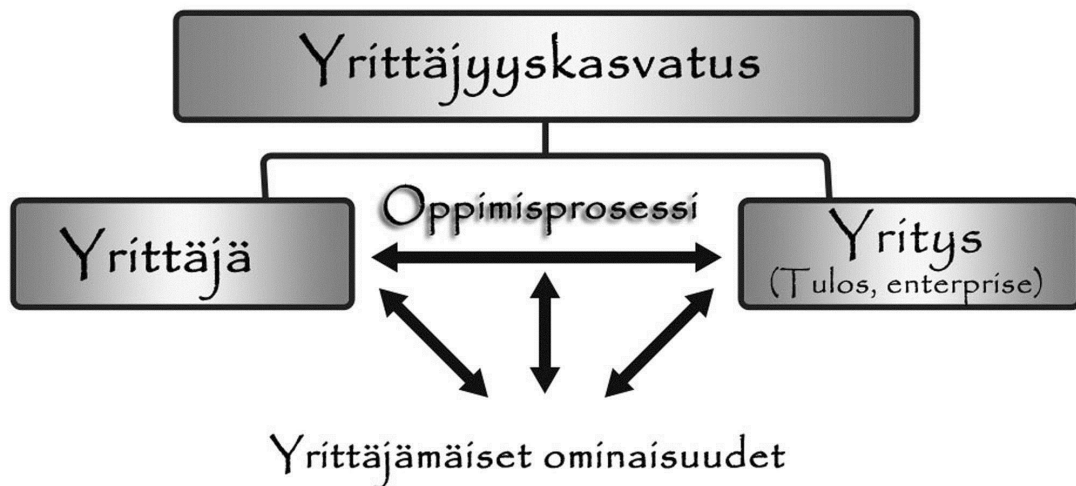 Yrittäjyyskasvatus
Oppimisprosessi
Yrittäjä
Yritys
(Tulos, enterprise)
Yrittäjämäiset ominaisuudet